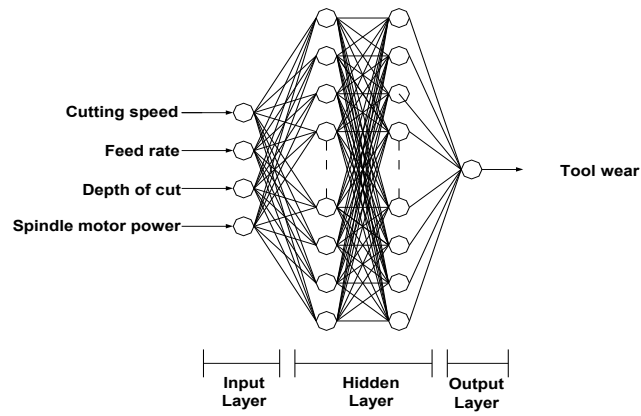 Cutting speed
Feed rate
Depth of cut
Spindle motor power
Tool wear
Input
Layer
Hidden
Layer
Output
Layer